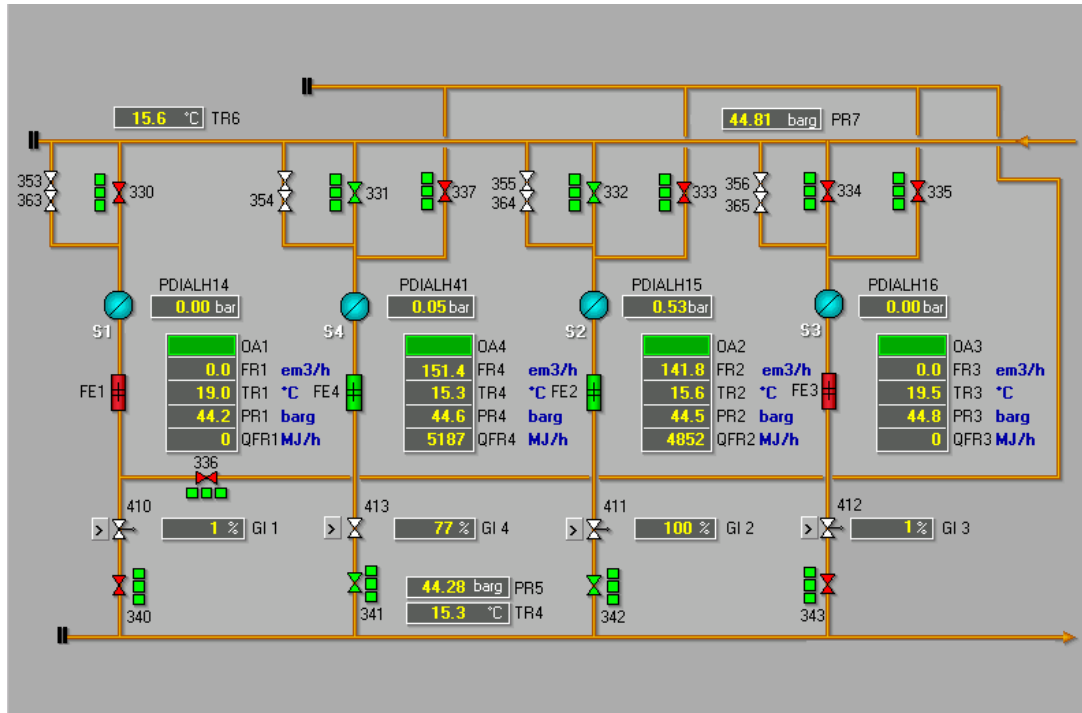 15.6 °C TR6
44.81 barg PR7
353
363
330
354
331
337
355
364
332
333
356
365
334
335
PDIALH14
0.00 bar
PDIALH41
0.05 bar
PDIALH15
0.53 bar
PDIALH16
0.00 bar
S1
S4
S2
S3
OA1
0.0 FR1 em3/h
FE1
19.0 TR1 °C
44.2 PR1 barg
0 QFR1 MJ/h
OA4
151.4 FR4 em3/h
FE4
15.3 TR4 °C
44.6 PR4 barg
5187 QFR4 MJ/h
OA2
141.8 FR2 em3/h
FE2
15.6 TR2 °C
44.5 PR2 barg
4852 QFR2 MJ/h
OA3
0.0 FR3 em3/h
FE3
19.5 TR3 °C
44.8 PR3 barg
0 QFR3 MJ/h
336
410
> 1 % GI 1
413
> 77 % GI 4
411
> 100 % GI 2
412
> 1 % GI 3
340
341
44.28 barg PR5
15.3 °C TR4
342
343